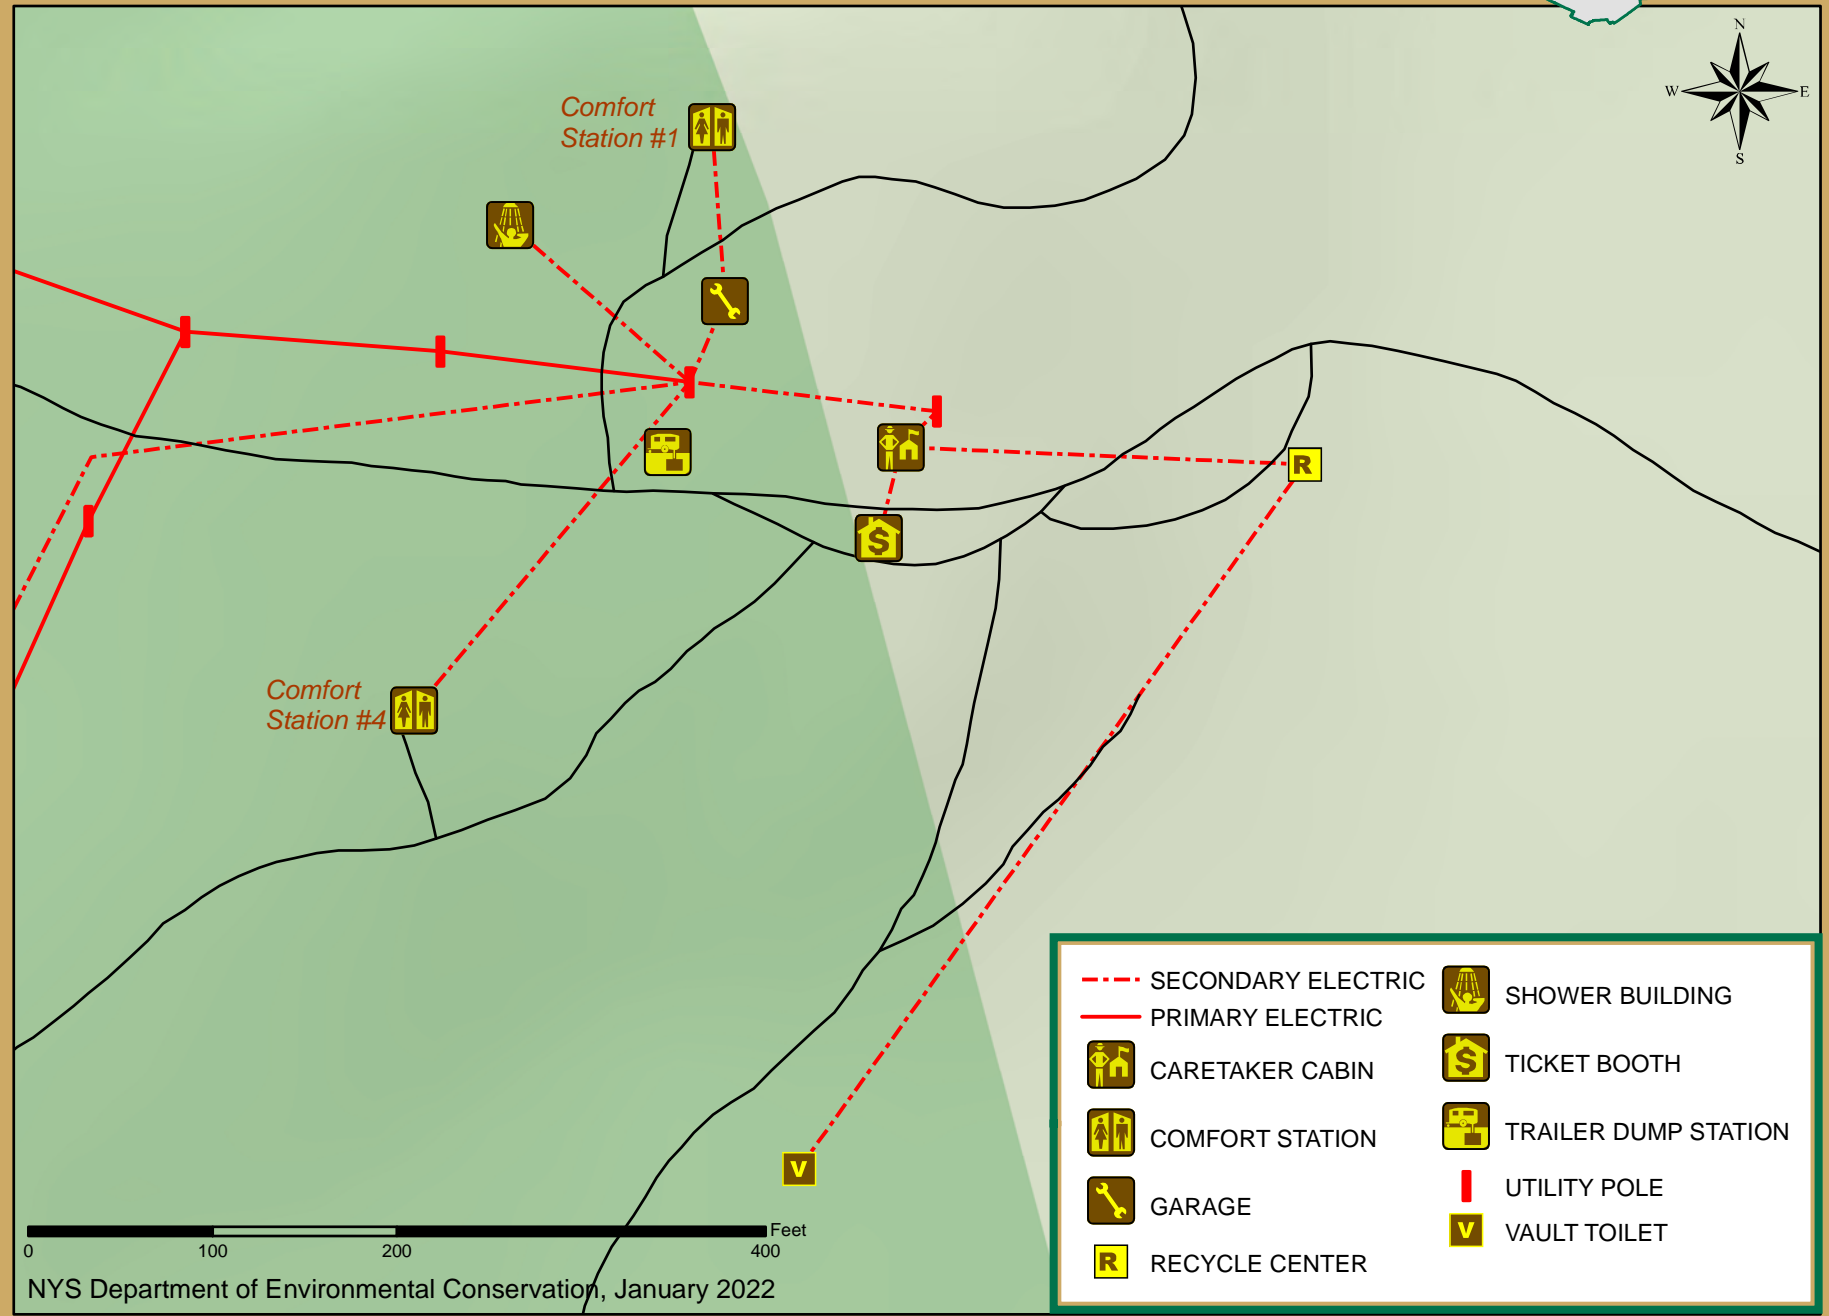 N
W E
S
Comfort
Station #1
R
$
Comfort
Station #4
V
SECONDARY ELECTRIC
PRIMARY ELECTRIC
CARETAKER CABIN
COMFORT STATION
GARAGE
R RECYCLE CENTER
SHOWER BUILDING
$ TICKET BOOTH
TRAILER DUMP STATION
UTILITY POLE
V VAULT TOILET
Feet
0 100 200 400
NYS Department of Environmental Conservation, January 2022